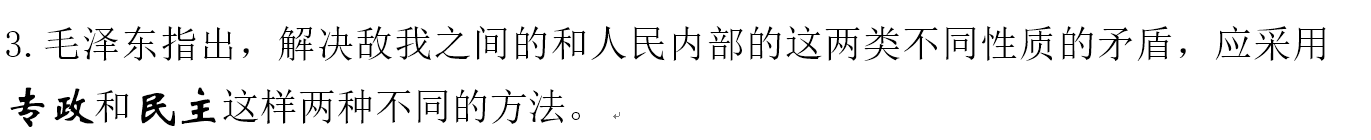 3. 毛泽东指出，解决敌我之间的和人民内部的这两类不同性质的矛盾，应采用
专政和民主这样两种不同的方法。